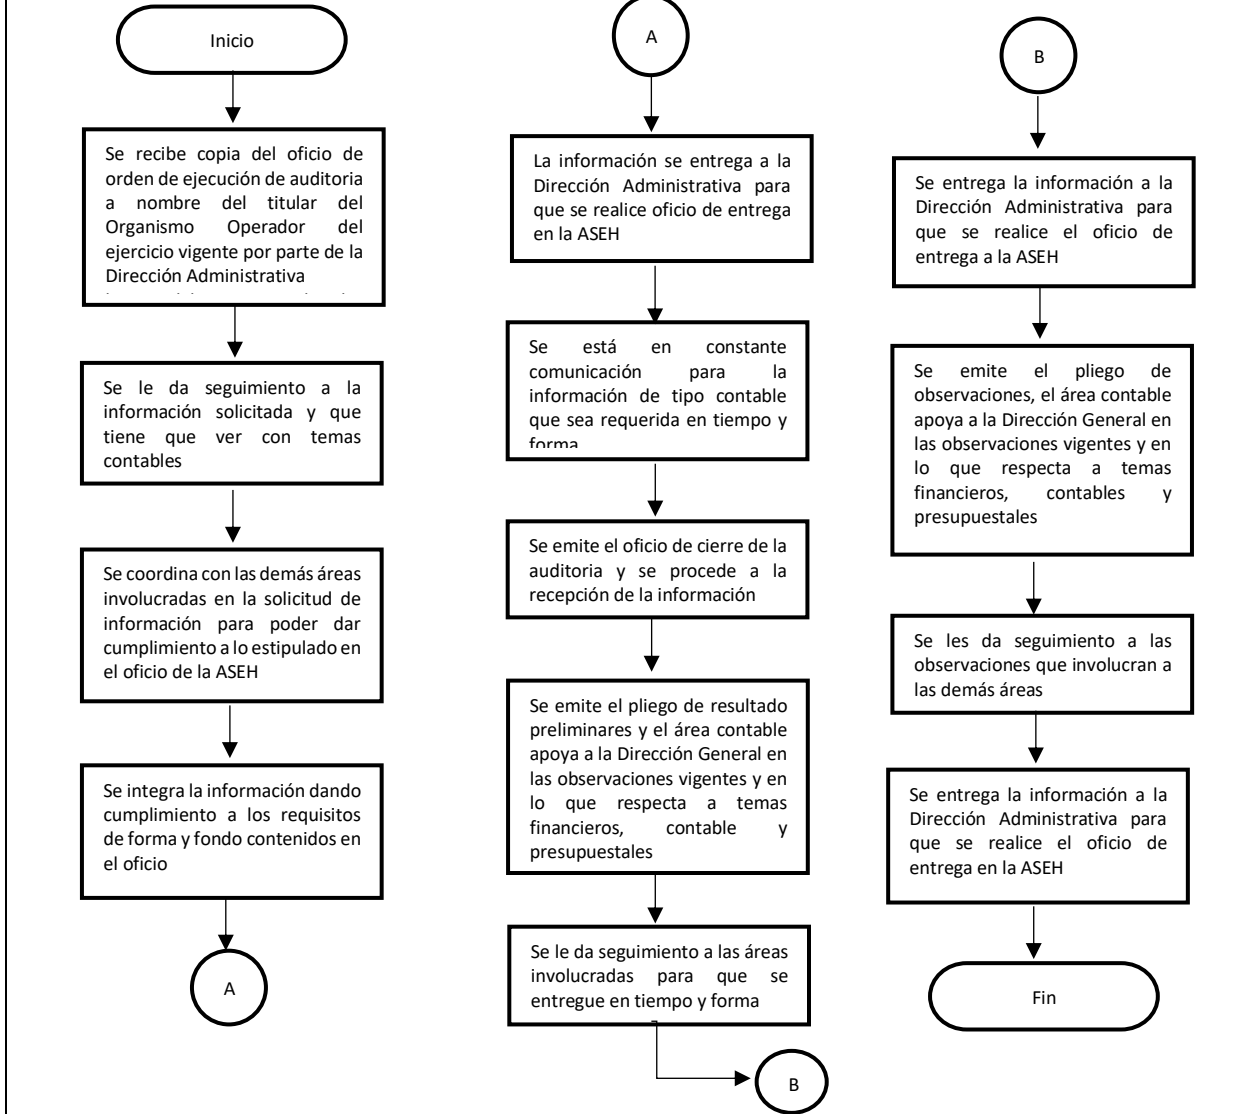 Inicio
Se recibe copia del oficio de
orden de ejecución de auditoria
a nombre del titular del
Organismo Operador del
ejercicio vigente por parte de la
Dirección Administrativa
Se le da seguimiento a la
información solicitada y que
tiene que ver con temas
contables
Se coordina con las demás áreas
involucradas en la solicitud de
información para poder dar
cumplimiento a lo estipulado en
el oficio de la ASEH
Se integra la información dando
cumplimiento a los requisitos
de forma y fondo contenidos en
el oficio
A
A
La información se entrega a la
Dirección Administrativa para
que se realice oficio de entrega
en la ASEH
Se está en constante
comunicación para la
información de tipo contable
que sea requerida en tiempo y
forma
Se emite el oficio de cierre de la
auditoria y se procede a la
recepción de la información
Se emite el pliego de resultado
preliminares y el área contable
apoya a la Dirección General en
las observaciones vigentes y en
lo que respecta a temas
financieros, contable y
presupuestales
Se le da seguimiento a las áreas
involucradas para que se
entregue en tiempo y forma
B
B
Se entrega la información a la
Dirección Administrativa para
que se realice el oficio de
entrega a la ASEH
Se emite el pliego de
observaciones, el área contable
apoya a la Dirección General en
las observaciones vigentes y en
lo que respecta a temas
financieros, contables y
presupuestales
Se les da seguimiento a las
observaciones que involucran a
las demás áreas
Se entrega la información a la
Dirección Administrativa para
que se realice el oficio de
entrega en la ASEH
Fin